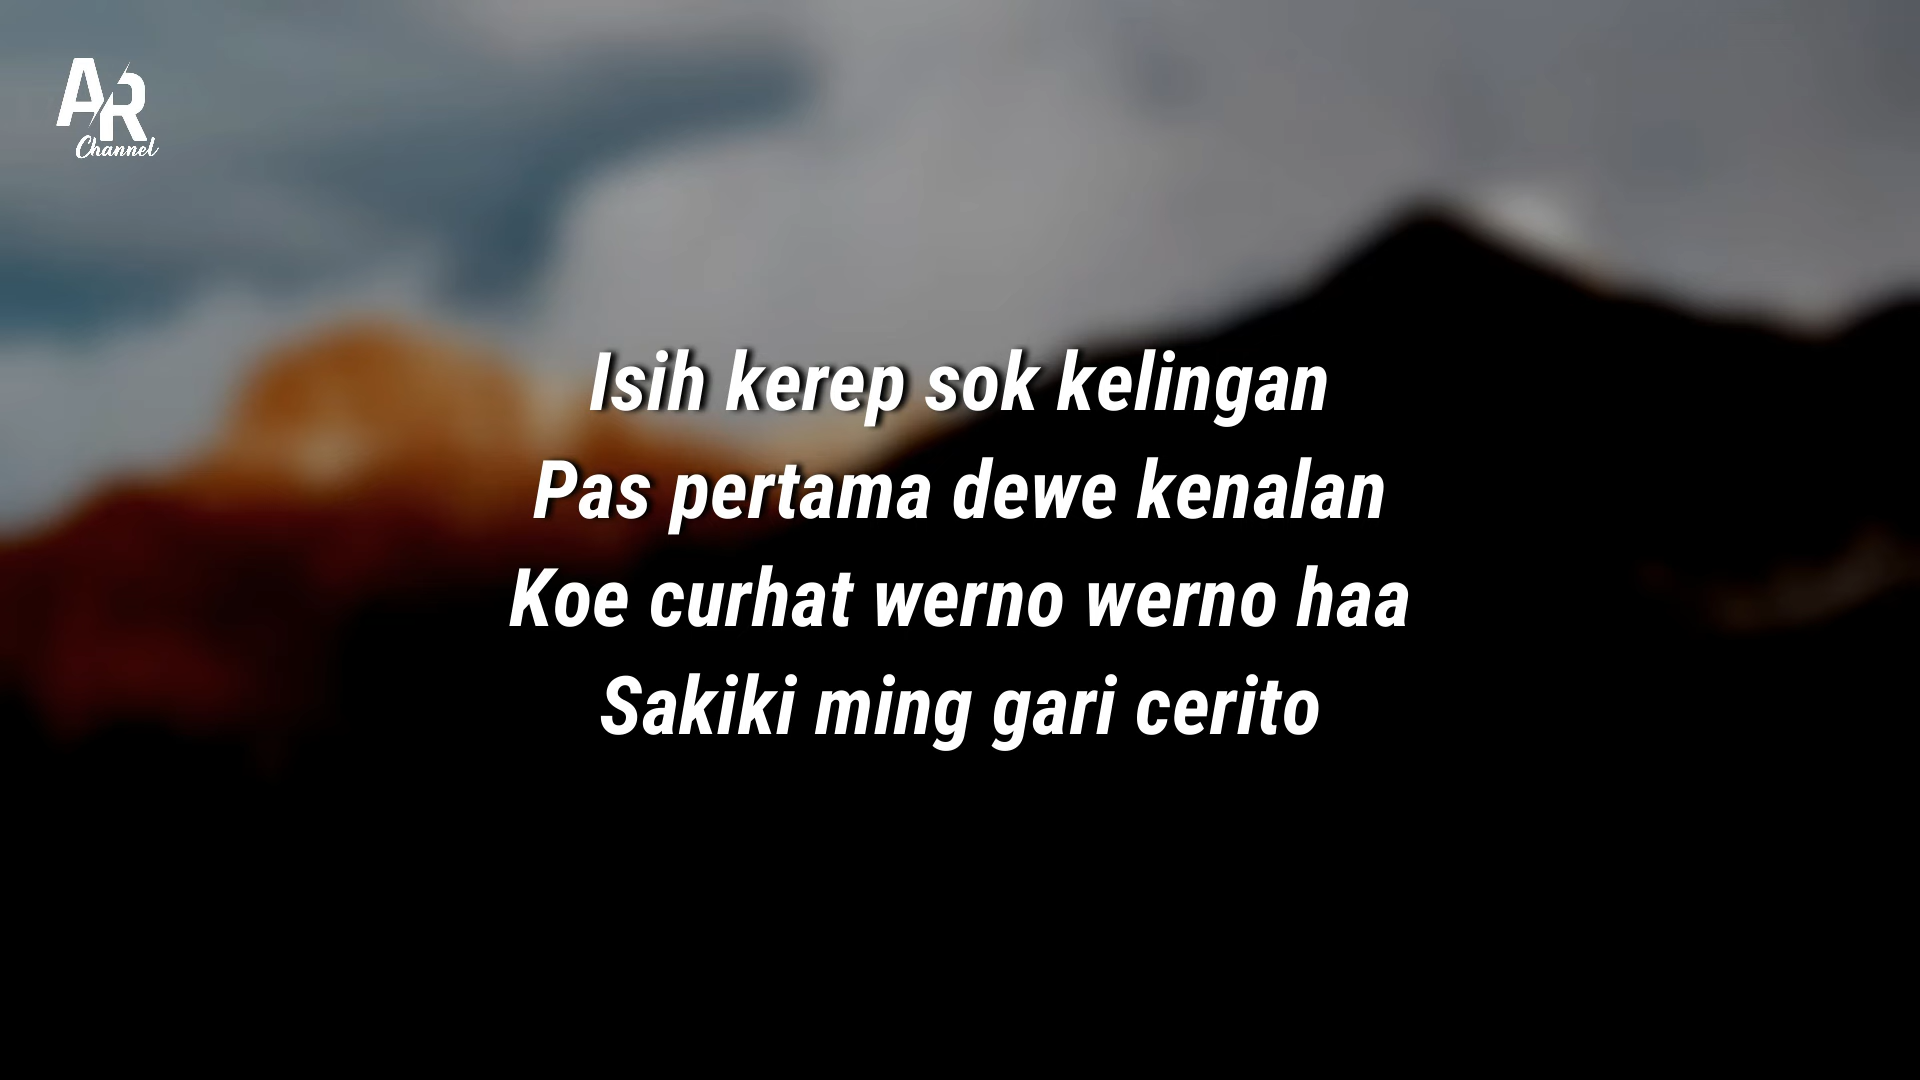 AR
Channel
Isih kerep sok kelingan
Pas pertama dewe kenalan
Koe curhat werno werno haa
Sakiki ming gari cerito